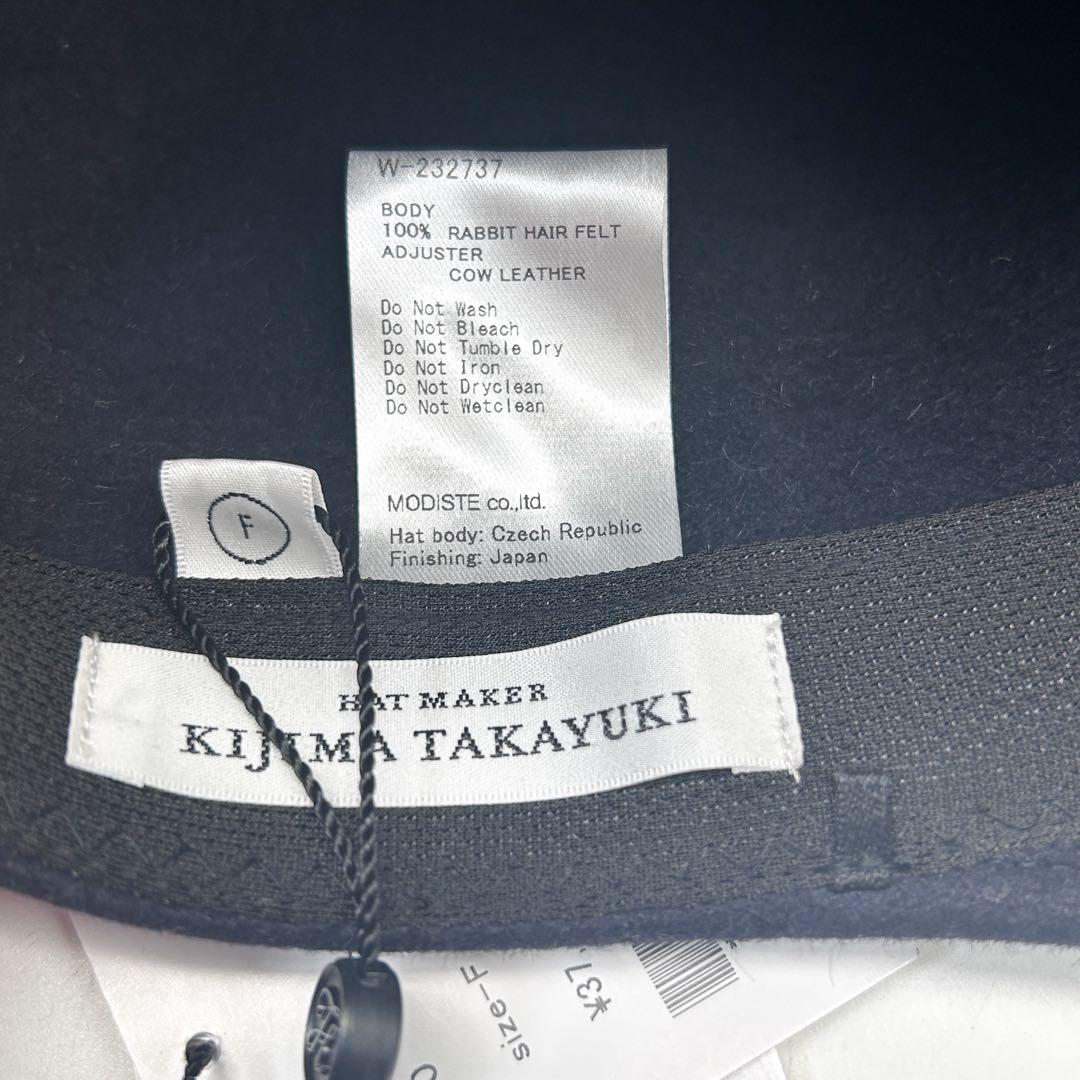 W-232737
BODY
100% RABBIT HAIR FELT
ADJUSTER
COW LEATHER
Do Not Wash
Do Not Bleach
Do Not Tumble Dry
Do Not Iron
Do Not Dryclean
Do Not Wetclean
MODISTE co.,ltd.
Hat body: Czech Republic
Finishing: Japan
F
HAT MAKER
KIJIMA TAKAYUKI
size-F
¥37,